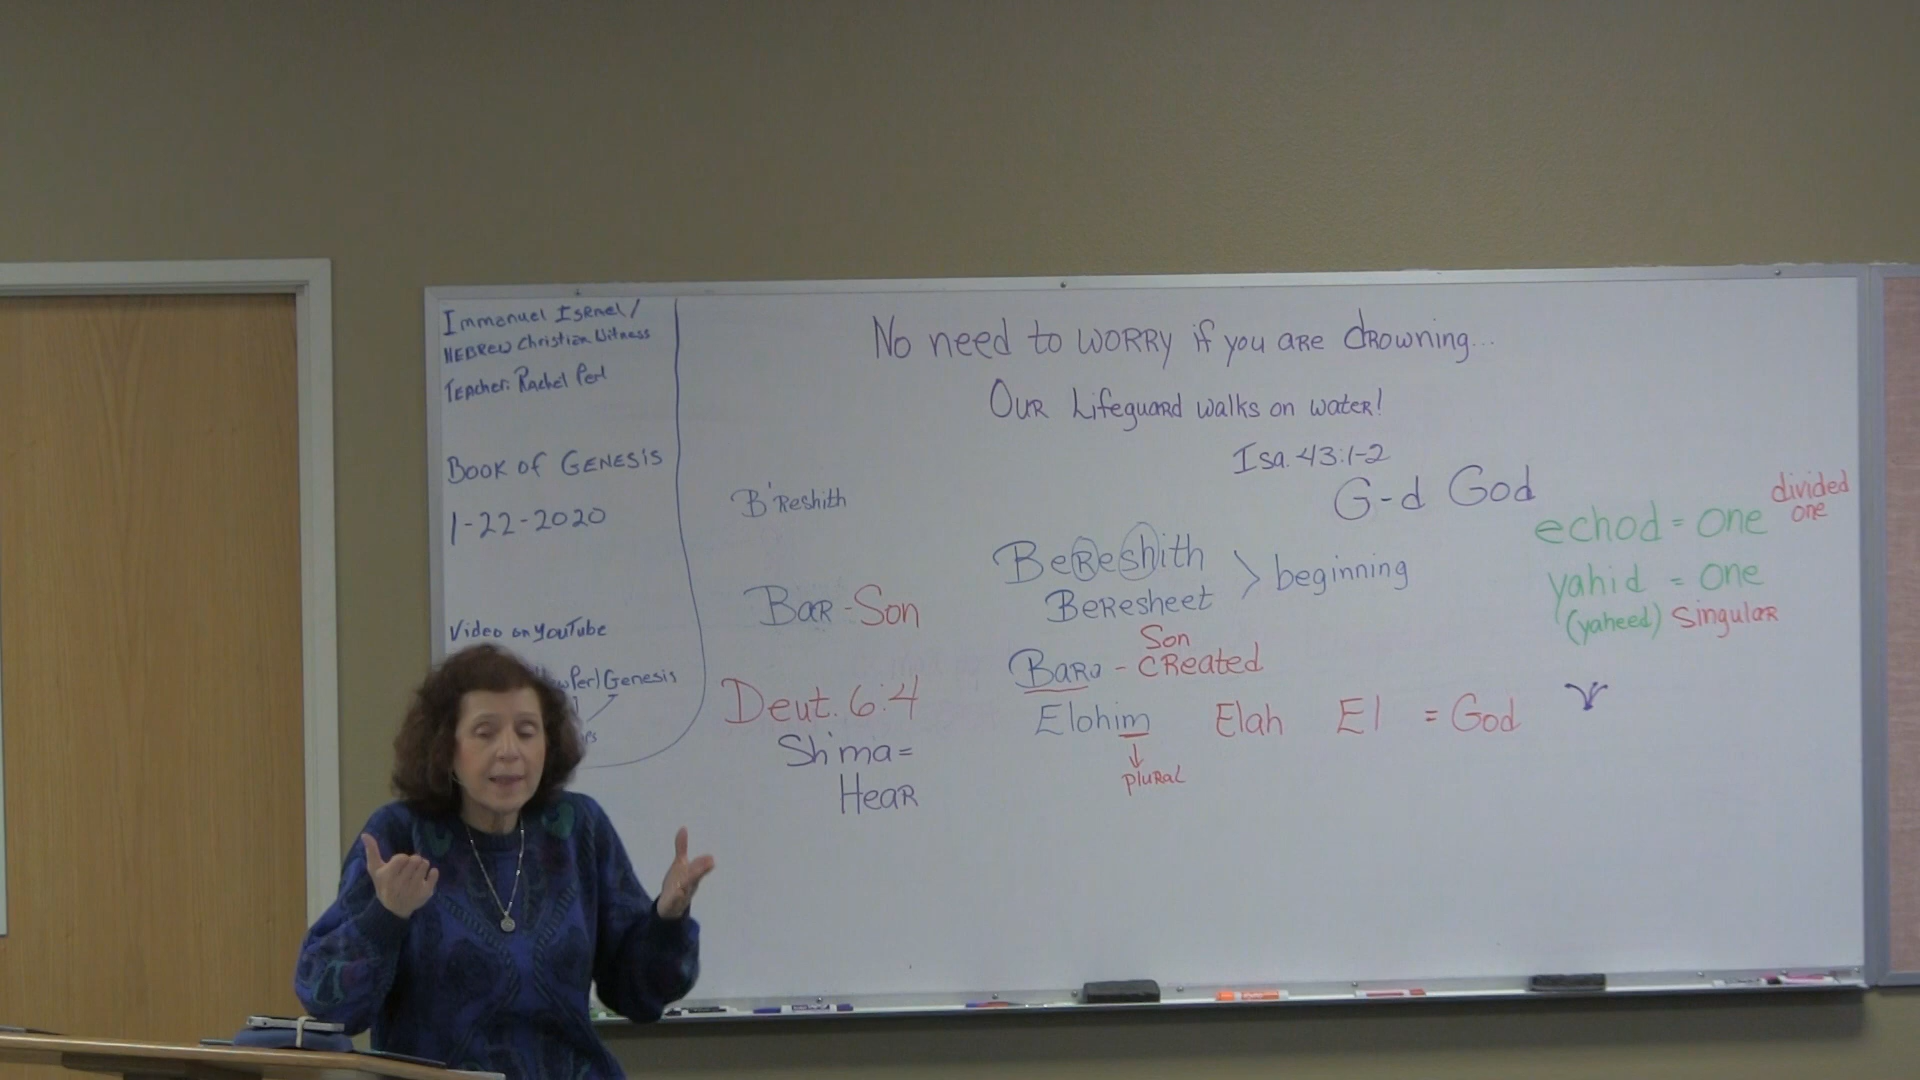 Immanuel Israel/
HEBREW Christian Witness
Teacher: Rachel Perl
BOOK OF GENESIS
1-22-2020
Video on YouTube
Genesis
No need to WORRY if you are drowning...
Our Lifeguard walks on water!
Isa. 43:1-2
G-d God
B'Reshith
BeReshith
BeResheet
> beginning
Bar - Son
Son
Bara - created
Deut. 6:4
Sh'ma =
Hear
Elohim Elah El = God
↓
plural
echod = one divided
one
yahid = one
(yaheed) Singular